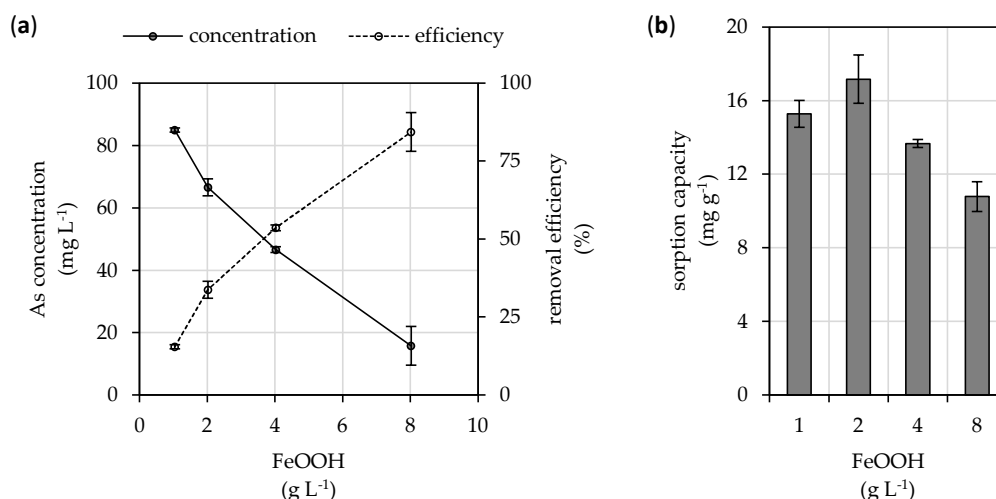 (a)
concentration
efficiency
As concentration
(mg L⁻¹)
100
80
60
40
20
0
100
75
50
25
0
removal efficiency
(%)
0 2 4 6 8 10
FeOOH
(g L⁻¹)
(b)
sorption capacity
(mg g⁻¹)
20
16
12
8
4
0
1 2 4 8
FeOOH
(g L⁻¹)